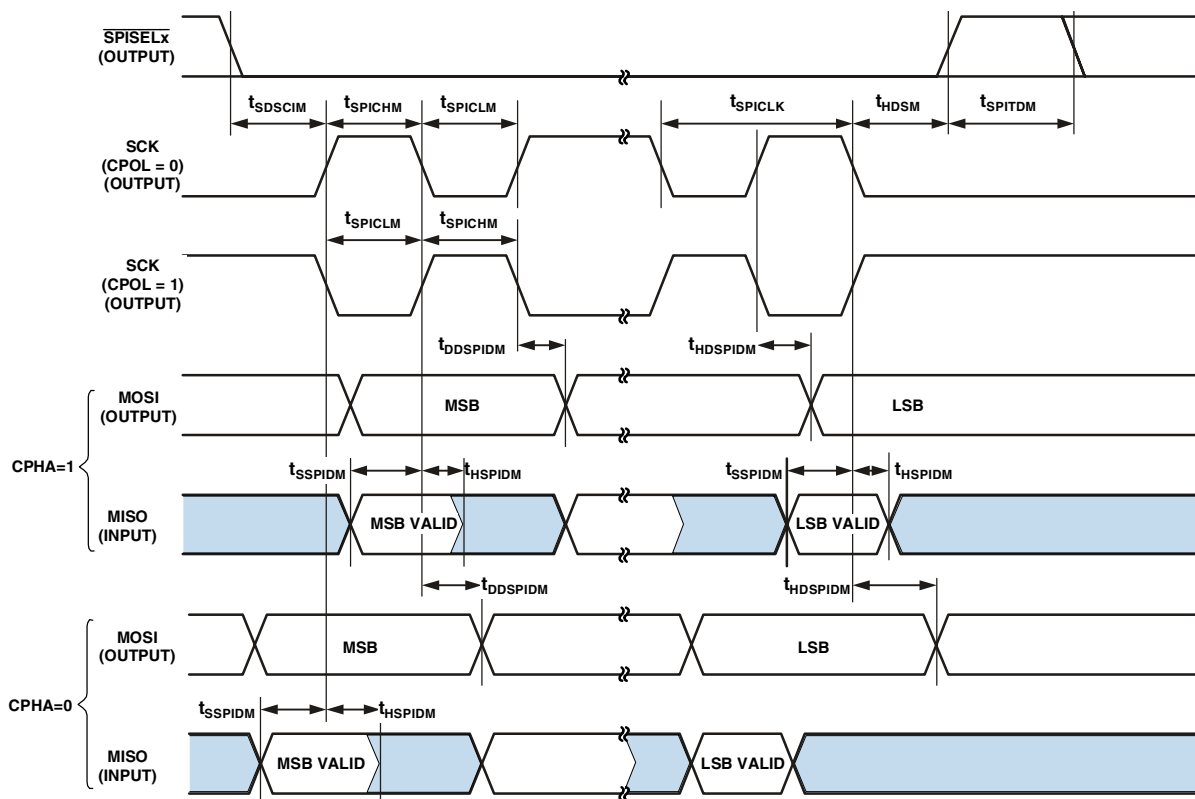 SPISELx
(OUTPUT)
tSDSCIM tSPICHM tSPICLM tSPICLK tHDSM tSPITDM
SCK
(CPOL = 0)
(OUTPUT)
tSPICLM tSPICHM
SCK
(CPOL = 1)
(OUTPUT)
tDDSPIDM tHDSPIDM
MOSI
(OUTPUT)
MSB LSB
CPHA=1
tSSPIDM tHSPIDM tSSPIDM tHSPIDM
MISO
(INPUT)
MSB VALID LSB VALID
tDDSPIDM tHDSPIDM
MOSI
(OUTPUT)
MSB LSB
CPHA=0
tSSPIDM tHSPIDM
MISO
(INPUT)
MSB VALID LSB VALID